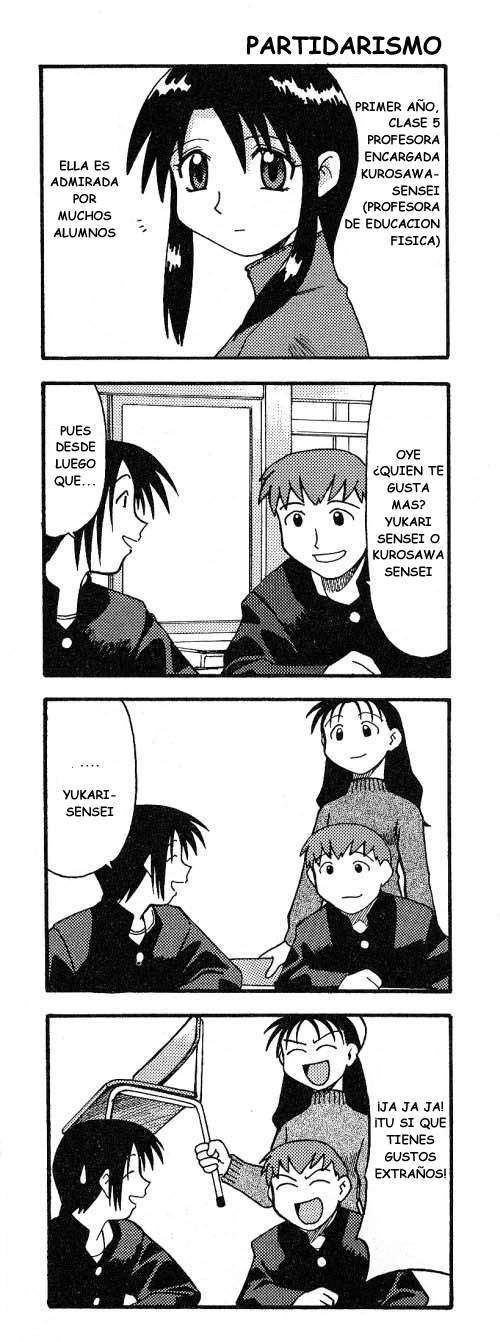 PARTIDARISMO
PRIMER AÑO,
CLASE 5
PROFESORA
ENCARGADA
KUROSAWA-
SENSEI
(PROFESORA
DE EDUCACION
FISICA)
ELLA ES
ADMIRADA
POR
MUCHOS
ALUMNOS
OYE
¿QUIEN TE
GUSTA
MAS?
YUKARI
SENSEI O
KUROSAWA
SENSEI
PUES
DESDE
LUEGO
QUE...
....
YUKARI-
SENSEI
¡JA JA JA!
¡TU SI QUE
TIENES
GUSTOS
EXTRAÑOS!